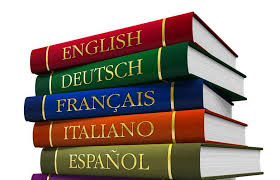 ENGLISH
DEUTSCH
FRANÇAIS
ITALIANO
ESPAÑOL